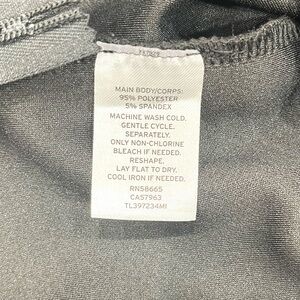 MAIN BODY/CORPS:
95% POLYESTER
5% SPANDEX
MACHINE WASH COLD.
GENTLE CYCLE.
SEPARATELY.
ONLY NON-CHLORINE
BLEACH IF NEEDED.
RESHAPE,
LAY FLAT TO DRY.
COOL IRON IF NEEDED.
RN58665
CA57963
TL397234MI